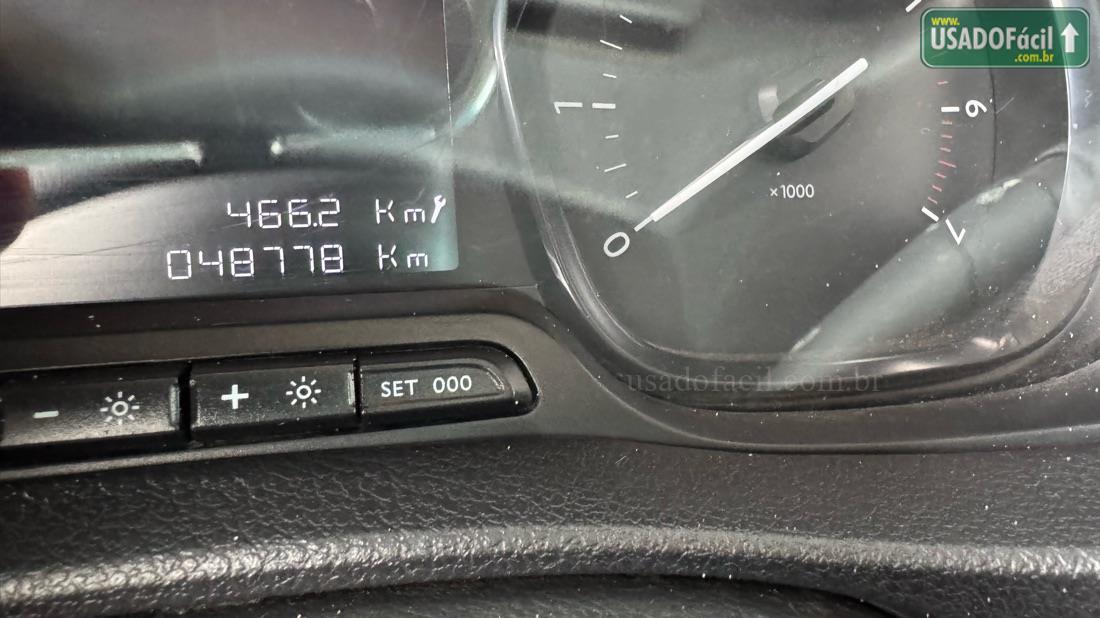 www.
USADOFácil
.com.br
466.2 Km
048778 Km
1
6
×1000
0
7
- + SET 000
usadofacil.com.br